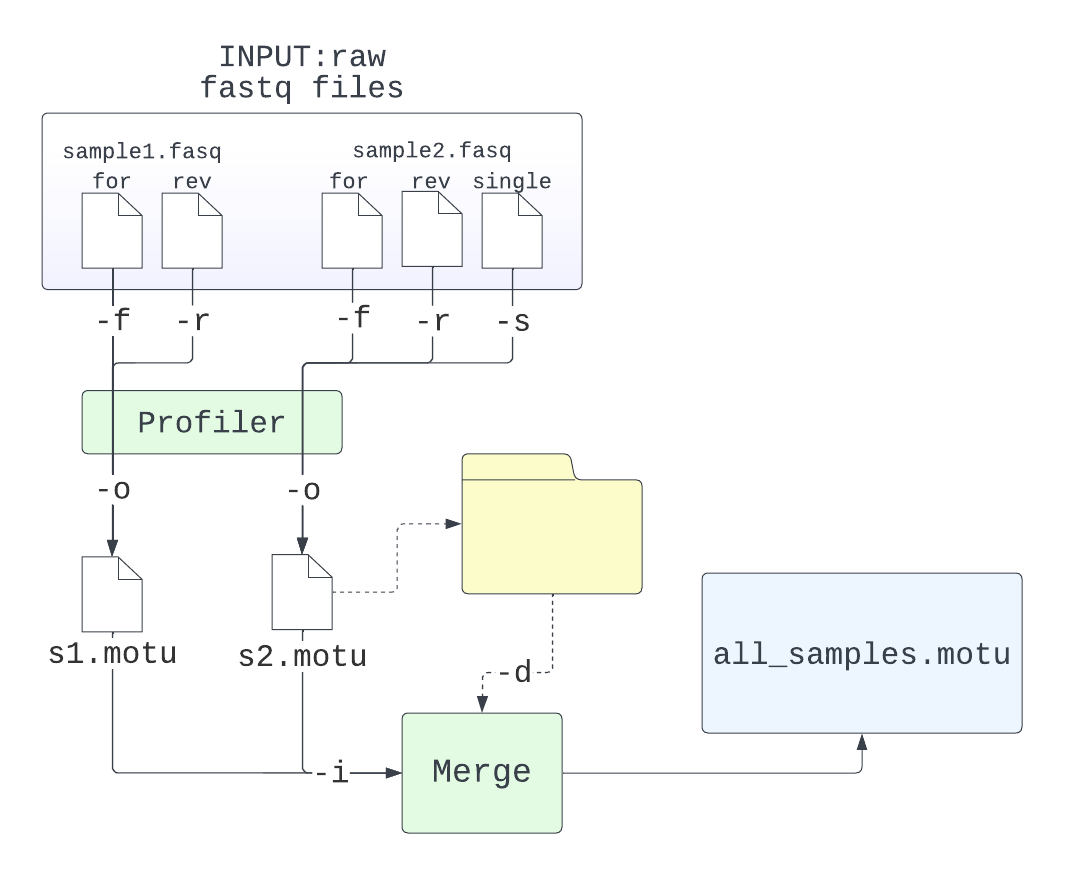 INPUT:raw
fastq files
sample1.fasq
sample2.fasq
for rev
for rev single
-f -r
-f -r -s
Profiler
-o -o
s1.motu
s2.motu
-d
all_samples.motu
-i
Merge